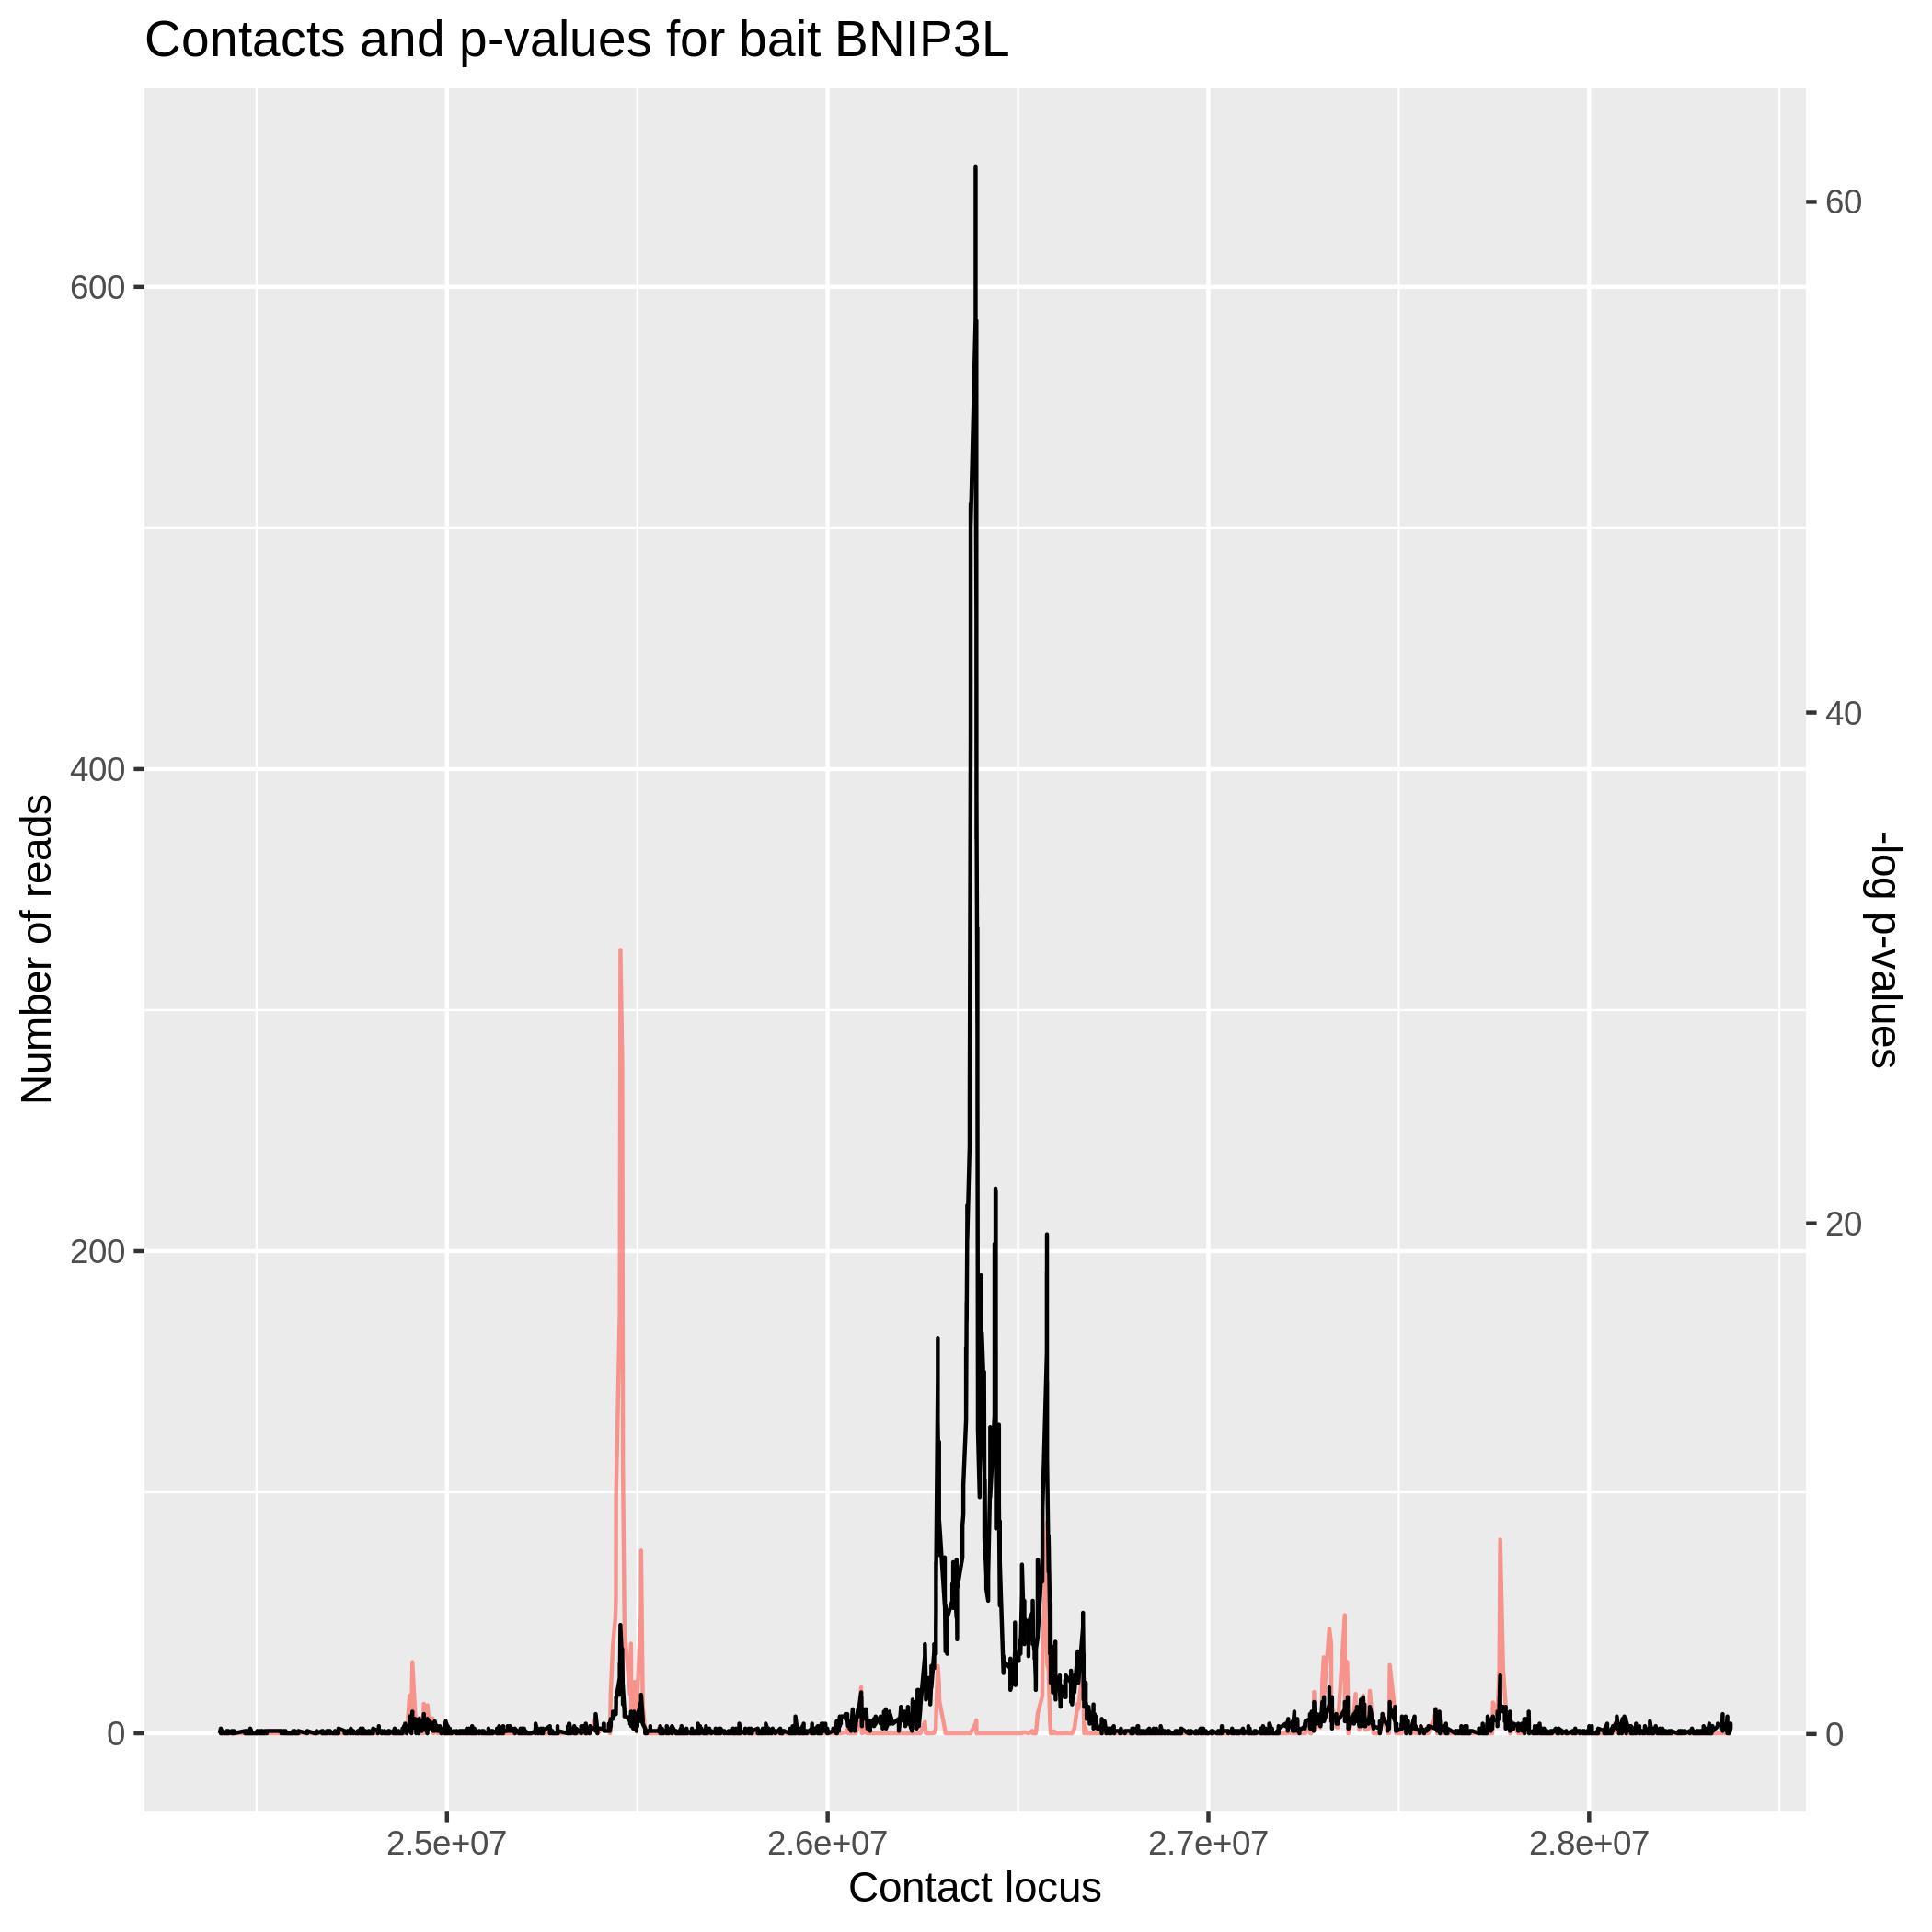 Contacts and p-values for bait BNIP3L
Number of reads
600
400
200
0
60
40
20
0
-log p-values
2.5e+07
2.6e+07
2.7e+07
2.8e+07
Contact locus